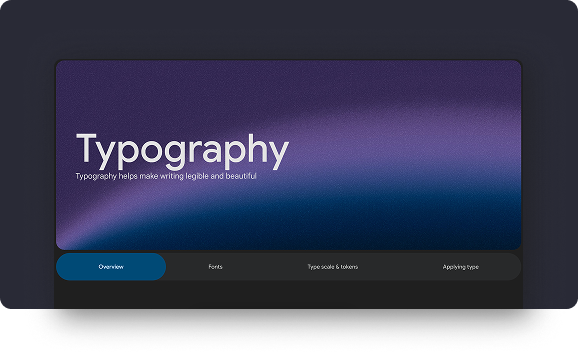 Typography
Typography helps make writing legible and beautiful
Overview
Fonts
Type scale & tokens
Applying type